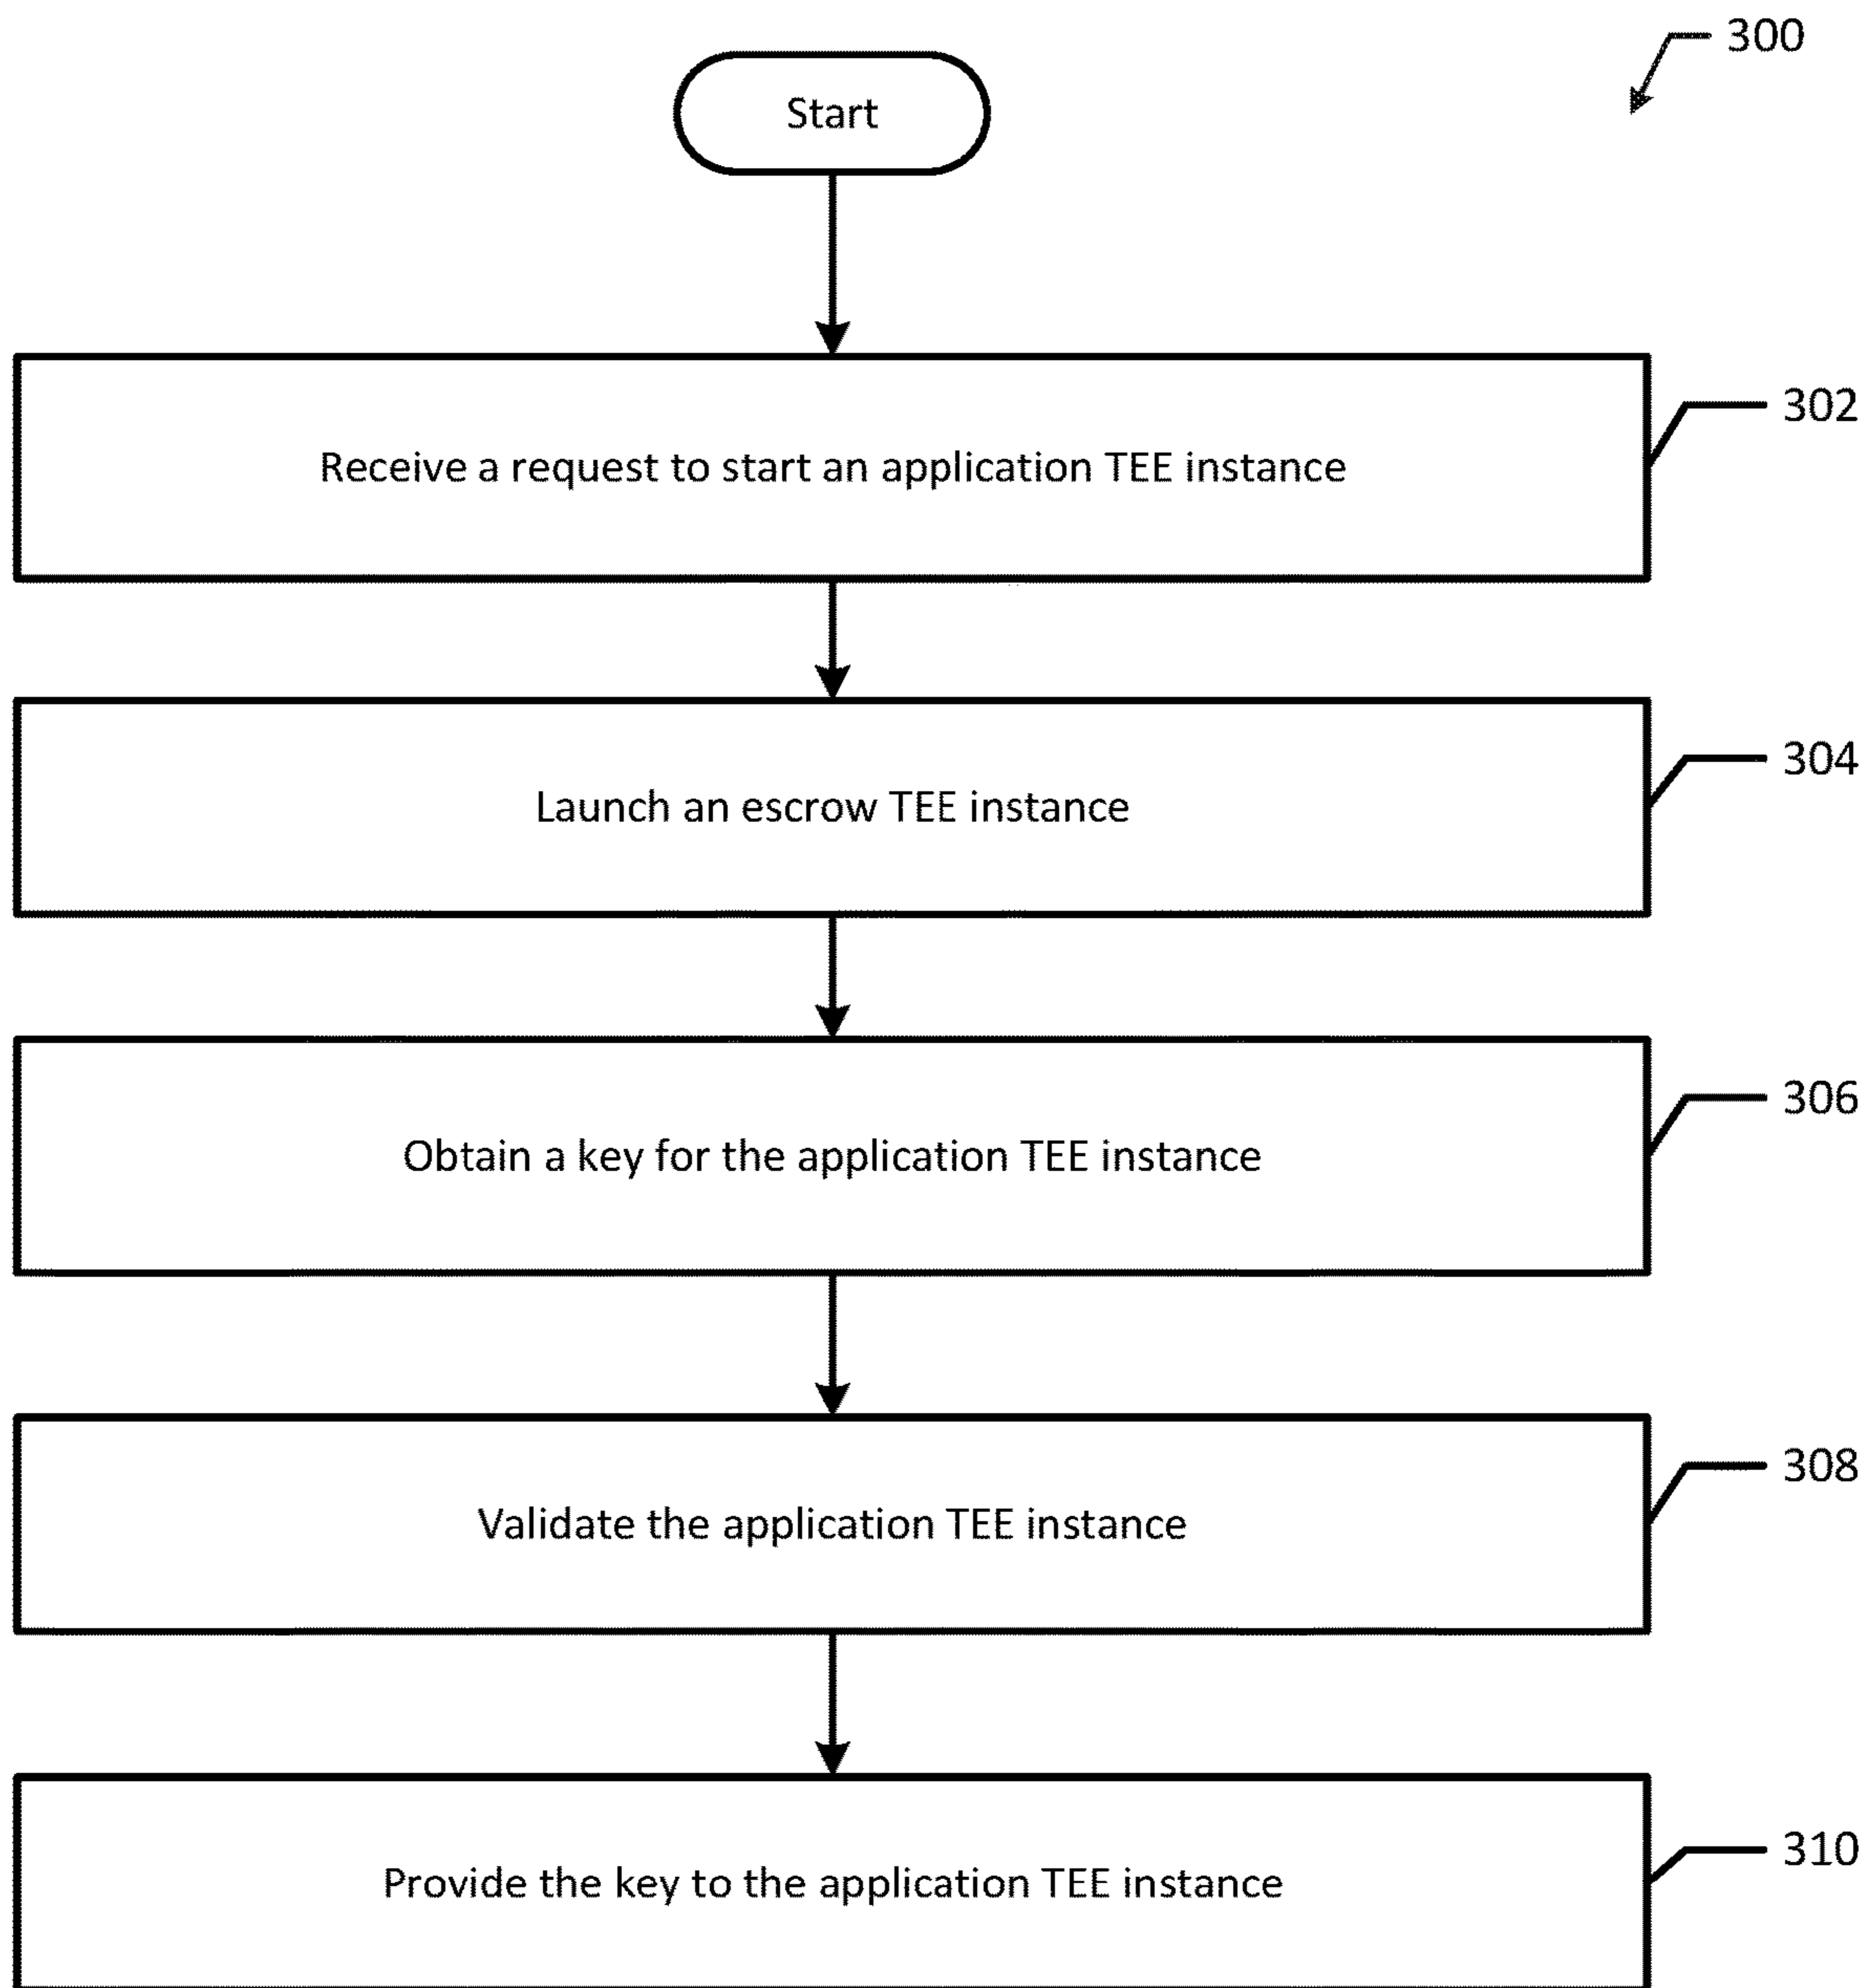 300
Start
302
Receive a request to start an application TEE instance
304
Launch an escrow TEE instance
306
Obtain a key for the application TEE instance
308
Validate the application TEE instance
310
Provide the key to the application TEE instance